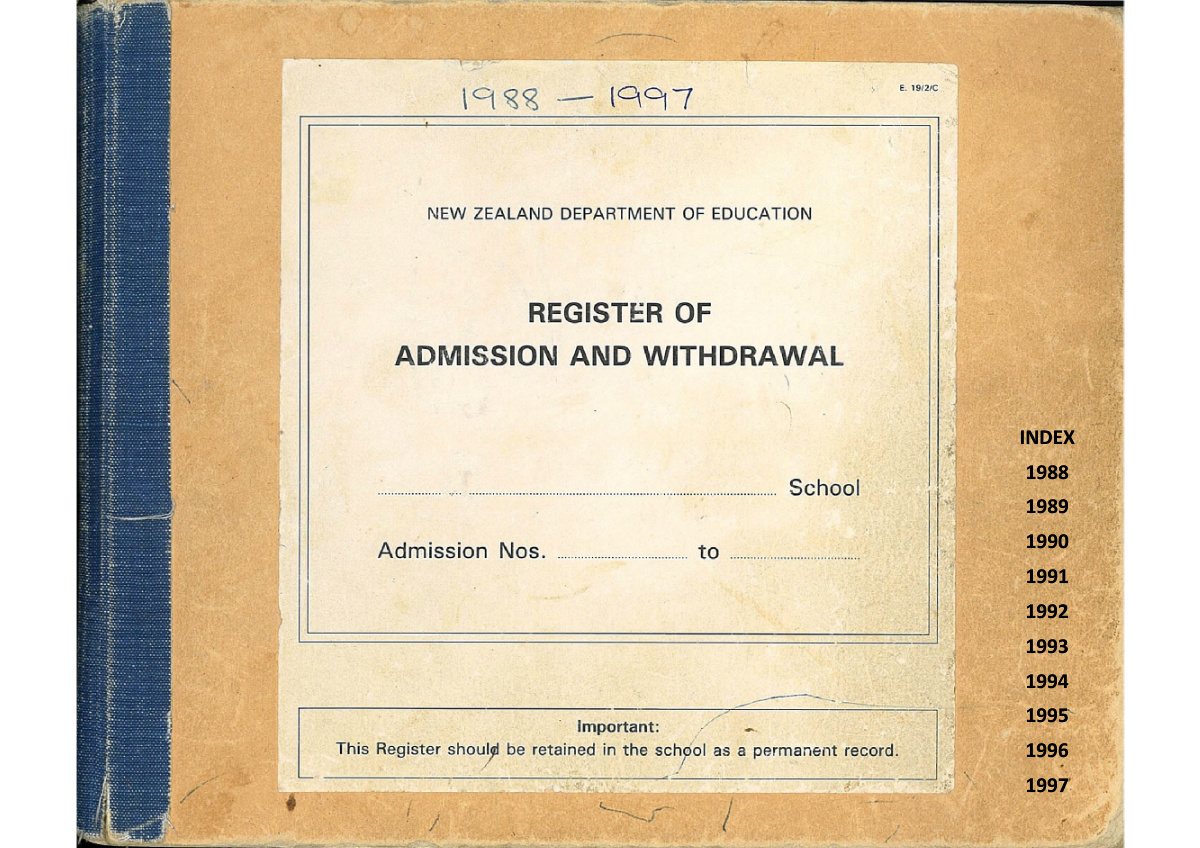 1988 — 1997
E. 19/2/C
NEW ZEALAND DEPARTMENT OF EDUCATION
REGISTER OF
ADMISSION AND WITHDRAWAL
School
Admission Nos. to
Important:
This Register should be retained in the school as a permanent record.
INDEX
1988
1989
1990
1991
1992
1993
1994
1995
1996
1997